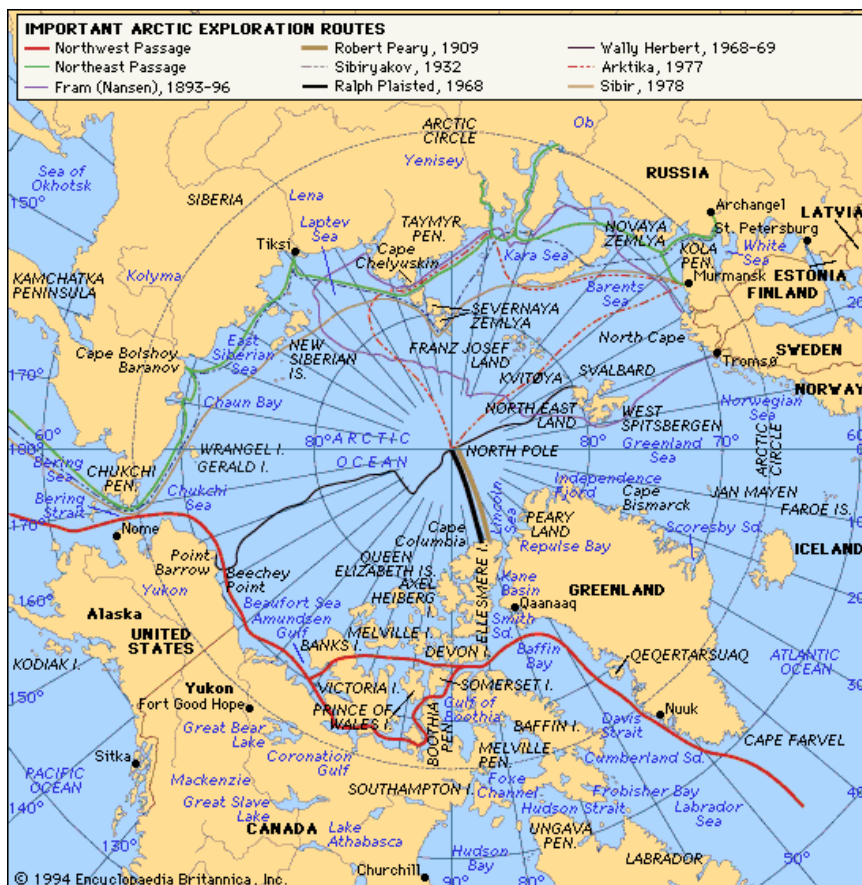 IMPORTANT ARCTIC EXPLORATION ROUTES
Northwest Passage
Northeast Passage
Fram (Nansen), 1893-96
Robert Peary, 1909
Sibiryakov, 1932
Ralph Plaisted, 1968
Wally Herbert, 1968-69
Arktika, 1977
Sibir, 1978
ARCTIC
CIRCLE
Ob
Yenisey
Sea of
Okhotsk
150°
SIBERIA
Lena
Laptev
Sea
TAYMYR
PEN.
RUSSIA
Archangel
LATVIA
St. Petersburg
NOVAYA
ZEMLYA
KOLA
PEN.
White
Sea
Tiksi
Cape
Chelyuskin
Kara Sea
Murmansk
ESTONIA
FINLAND
KAMCHATKA
PENINSULA
Kolyma
Barents
Sea
20°
SEVERNAYA
ZEMLYA
East
Siberian
Sea
NEW
SIBERIAN
IS.
FRANZ JOSEF
LAND
North Cape
SWEDEN
Cape Bolshoy
Baranov
Tromsø
170°
KVITØYA
SVALBARD
NORWAY
Chaun Bay
NORTH EAST
LAND
WEST
SPITSBERGEN
Norwegian
Sea
60°
180°
WRANGEL I.
GERALD I.
80°
ARCTIC
OCEAN
NORTH POLE
Greenland
Sea
70°
ARCTIC
CIRCLE
60°
Bering
Sea
CHUKCHI
PEN.
Bering
Strait
Chukchi
Sea
Independence
Fjord
Cape
Bismarck
JAN MAYEN
170°
Lincoln
Sea
PEARY
LAND
FAROE IS.
10°
Nome
Cape
Columbia
Repulse Bay
Scoresby Sd.
ICELAND
Point
Barrow
Beechey
Point
QUEEN
ELIZABETH IS.
AXEL
HEIBERG
I.
ELLESMERE I.
Kane
Basin
GREENLAND
Yukon
160°
Qaanaaq
Smith
Sd.
Alaska
Beaufort Sea
Amundsen
Gulf
UNITED
STATES
MELVILLE I.
BANKS I.
DEVON I.
Baffin
Bay
QEQERTARSUAQ
ATLANTIC
OCEAN
KODIAK I.
Yukon
VICTORIA I.
SOMERSET I.
Fort Good Hope
PRINCE OF
WALES I.
Gulf of
Boothia
BOOTHIA
PEN.
150°
Great Bear
Lake
BAFFIN I.
Davis
Strait
Nuuk
30°
Sitka
Coronation
Gulf
MELVILLE
PEN.
Cumberland Sd.
CAPE FARVEL
PACIFIC
OCEAN
Mackenzie
Foxe
Channel
SOUTHAMPTON I.
Frobisher Bay
Great Slave
Lake
Hudson Strait
Labrador
Sea
40°
140°
CANADA
Lake
Athabasca
UNGAVA
PEN.
130°
Churchill
Hudson
Bay
LABRADOR
50°
90°
80°
© 1994 Encyclopaedia Britannica, Inc.